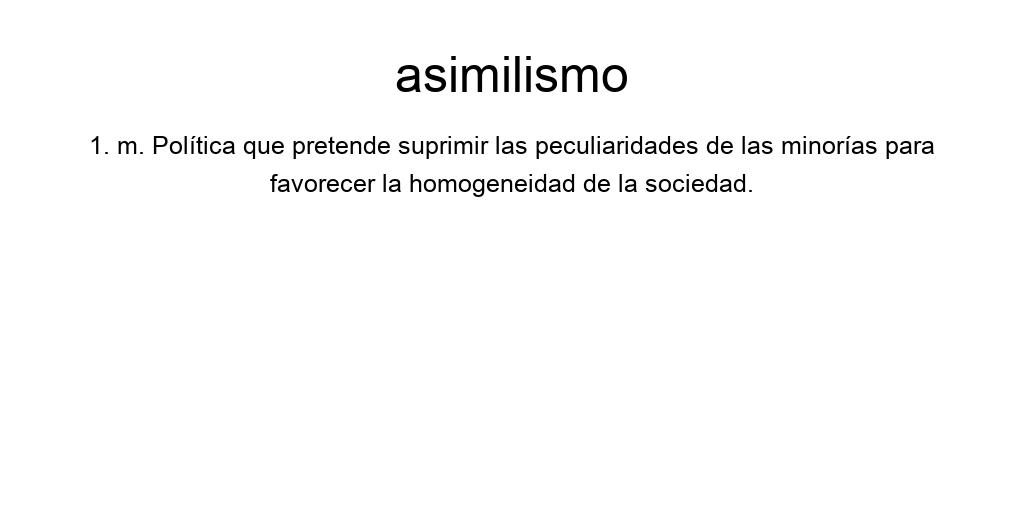 asimilismo
1. m. Política que pretende suprimir las peculiaridades de las minorías para
favorecer la homogeneidad de la sociedad.